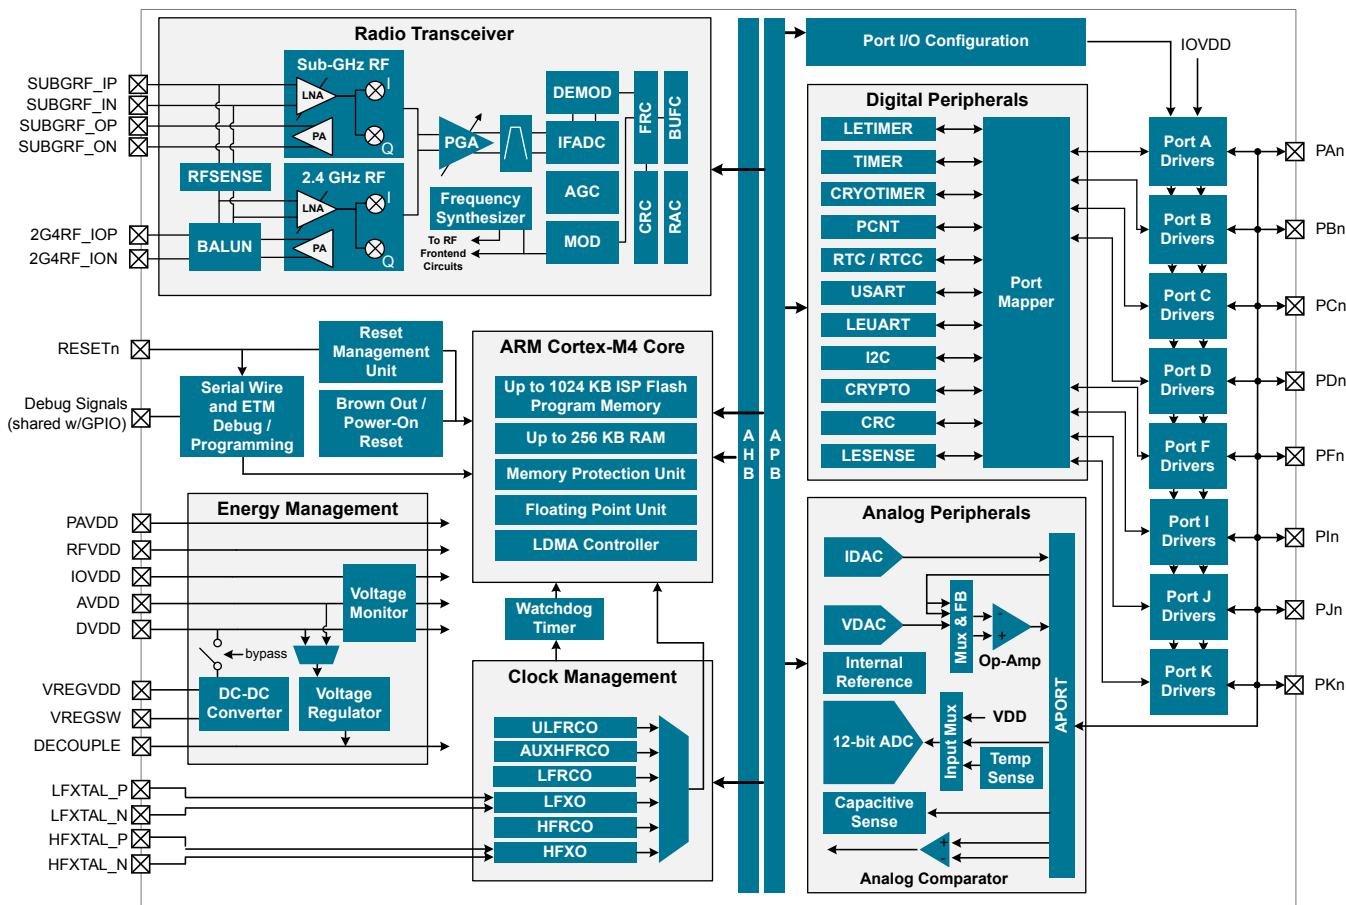 Radio Transceiver
SUBGRF_IP
SUBGRF_IN
SUBGRF_OP
SUBGRF_ON
2G4RF_IOP
2G4RF_ION
Sub-GHz RF
LNA
I
PA
Q
RFSENSE
2.4 GHz RF
LNA
I
BALUN
PA
Q
PGA
Frequency
Synthesizer
To RF
Frontend
Circuits
DEMOD
IFADC
AGC
MOD
FRC
BUFC
CRC
RAC
RESETn
Debug Signals
(shared w/GPIO)
Reset
Management
Unit
Serial Wire
and ETM
Debug /
Programming
Brown Out /
Power-On
Reset
ARM Cortex-M4 Core
Up to 1024 KB ISP Flash
Program Memory
Up to 256 KB RAM
Memory Protection Unit
Floating Point Unit
LDMA Controller
Watchdog
Timer
Energy Management
PAVDD
RFVDD
IOVDD
AVDD
DVDD
VREGVDD
VREGSW
DECOUPLE
Voltage
Monitor
bypass
DC-DC
Converter
Voltage
Regulator
LFXTAL_P
LFXTAL_N
HFXTAL_P
HFXTAL_N
Clock Management
ULFRCO
AUXHFRCO
LFRCO
LFXO
HFRCO
HFXO
AHB
APB
Port I/O Configuration
IOVDD
Digital Peripherals
LETIMER
TIMER
CRYOTIMER
PCNT
RTC / RTCC
USART
LEUART
I2C
CRYPTO
CRC
LESENSE
Port
Mapper
Analog Peripherals
IDAC
VDAC
Mux & FB
-
+
Op-Amp
Internal
Reference
12-bit ADC
Input Mux
VDD
Temp
Sense
Capacitive
Sense
+
-
Analog Comparator
APORT
Port A
Drivers
PAn
Port B
Drivers
PBn
Port C
Drivers
PCn
Port D
Drivers
PDn
Port F
Drivers
PFn
Port I
Drivers
PIn
Port J
Drivers
PJn
Port K
Drivers
PKn